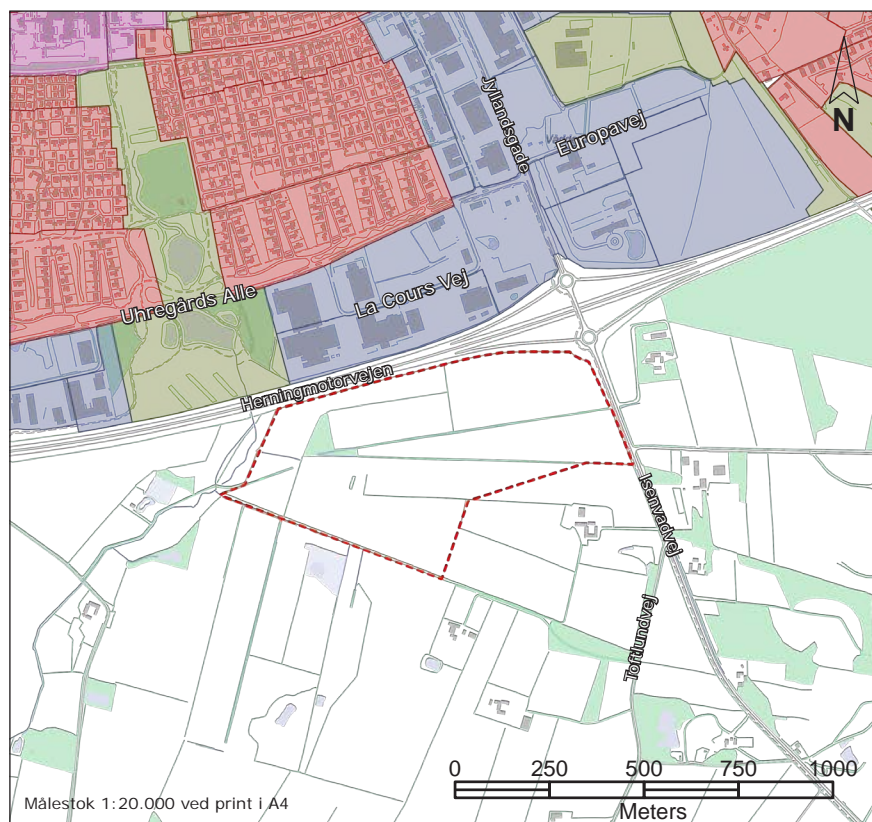 Jyllandsgade
Europavej
Uhregårds Alle
La Cours Vej
Herningmotorvejen
Isenvadvej
Toftlundvej
N
0 250 500 750 1000
Meters
Målestok 1:20.000 ved print i A4